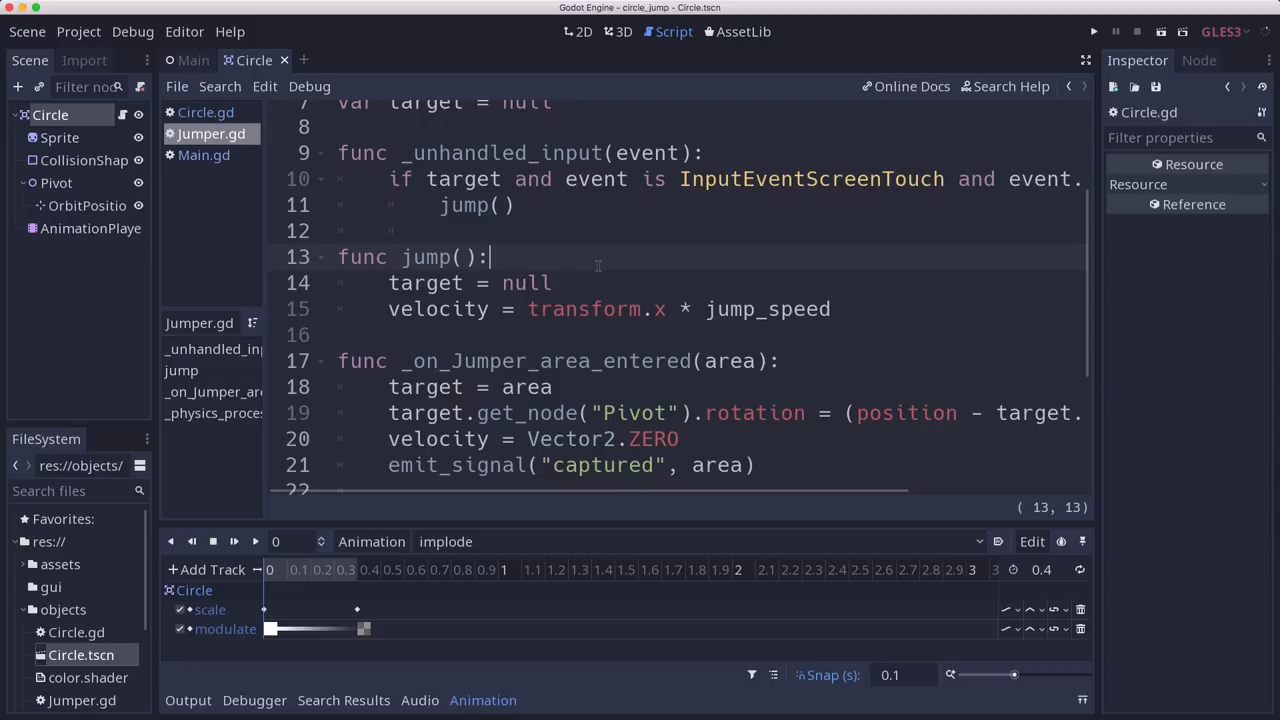 Godot Engine - circle_jump - Circle.tscn
Scene Project Debug Editor Help
2D 3D Script AssetLib
GLES3
Scene Import
Main Circle
Inspector Node
Filter nod
File Search Edit Debug
Online Docs Search Help
Circle
Sprite
CollisionShap
Pivot
OrbitPositio
AnimationPlaye
Circle.gd
Jumper.gd
Main.gd
Jumper.gd
_unhandled_inp
jump
_on_Jumper_area
_physics_proces
7 var target = null
8
9 func _unhandled_input(event):
10 if target and event is InputEventScreenTouch and event.
11 jump()
12
13 func jump():
14 target = null
15 velocity = transform.x * jump_speed
16
17 func _on_Jumper_area_entered(area):
18 target = area
19 target.get_node("Pivot").rotation = (position - target.
20 velocity = Vector2.ZERO
21 emit_signal("captured", area)
22
( 13, 13)
Circle.gd
Filter properties
Resource
Resource
Reference
FileSystem
res://objects/
Search files
Favorites:
res://
assets
gui
objects
Circle.gd
Circle.tscn
color.shader
Jumper.gd
0 Animation implode Edit
Add Track 0 0.1 0.2 0.3 0.4 0.5 0.6 0.7 0.8 0.9 1 1.1 1.2 1.3 1.4 1.5 1.6 1.7 1.8 1.9 2 2.1 2.2 2.3 2.4 2.5 2.6 2.7 2.8 2.9 3 3 0.4
Circle
scale
modulate
Snap (s): 0.1
Output Debugger Search Results Audio Animation